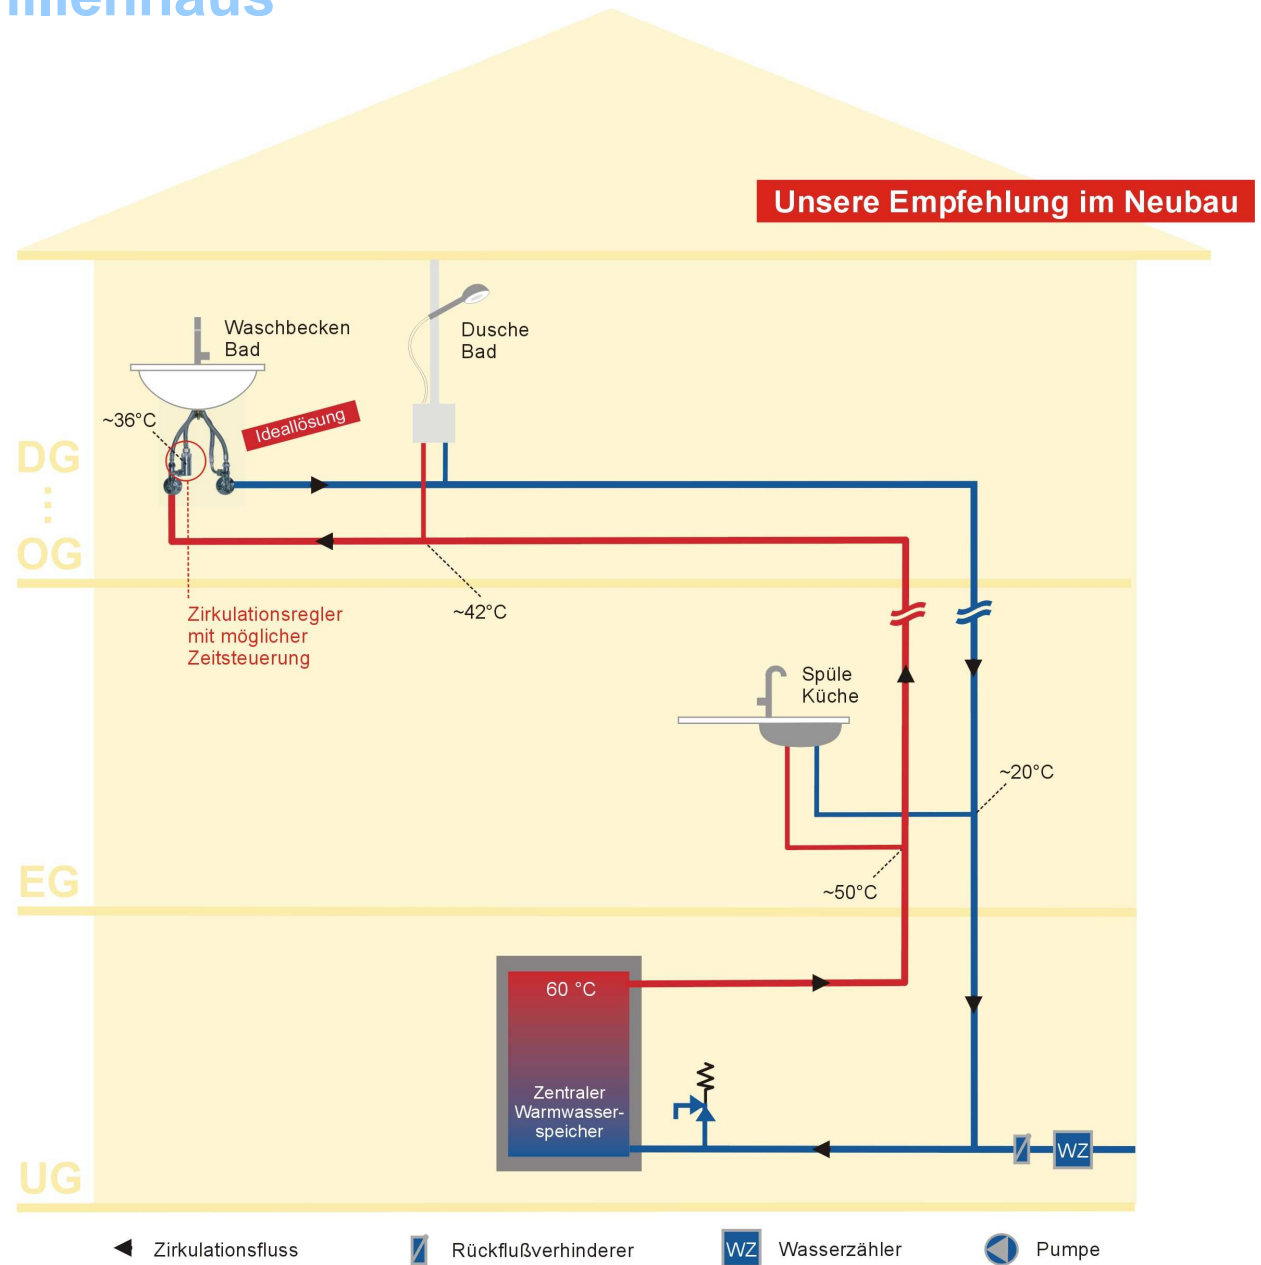 Unsere Empfehlung im Neubau
Waschbecken
Bad
Dusche
Bad
~36°C
Ideallösung
DG
OG
Zirkulationsregler
mit möglicher
Zeitsteuerung
~42°C
Spüle
Küche
~20°C
~50°C
EG
60 °C
Zentraler
Warmwasser-
speicher
WZ
UG
Zirkulationsfluss
Rückflußverhinderer
WZ
Wasserzähler
Pumpe